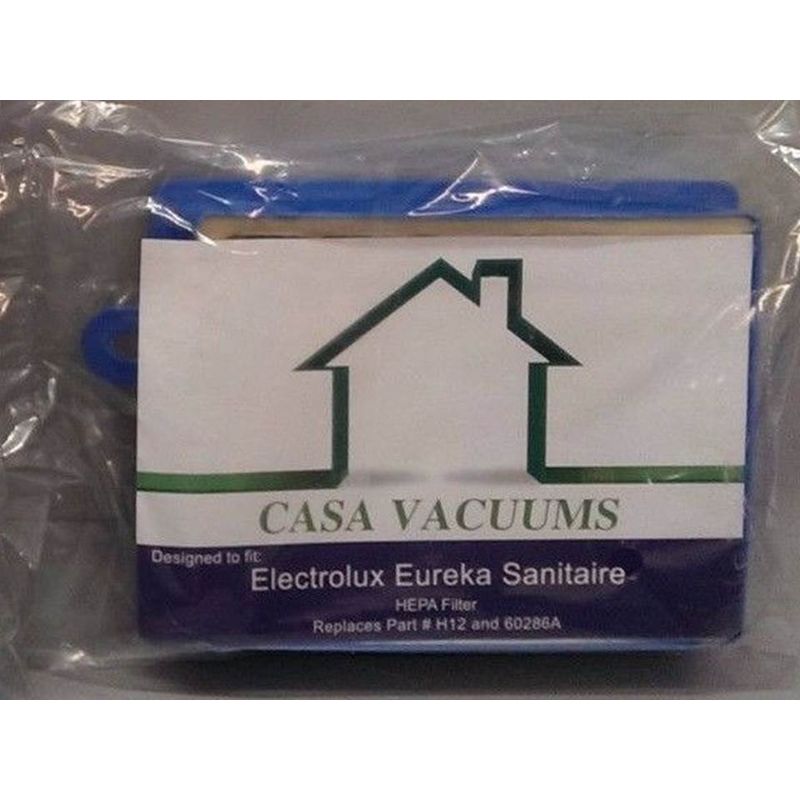 CASA VACUUMS
Designed to fit:
Electrolux Eureka Sanitaire
HEPA Filter
Replaces Part # H12 and 60286A